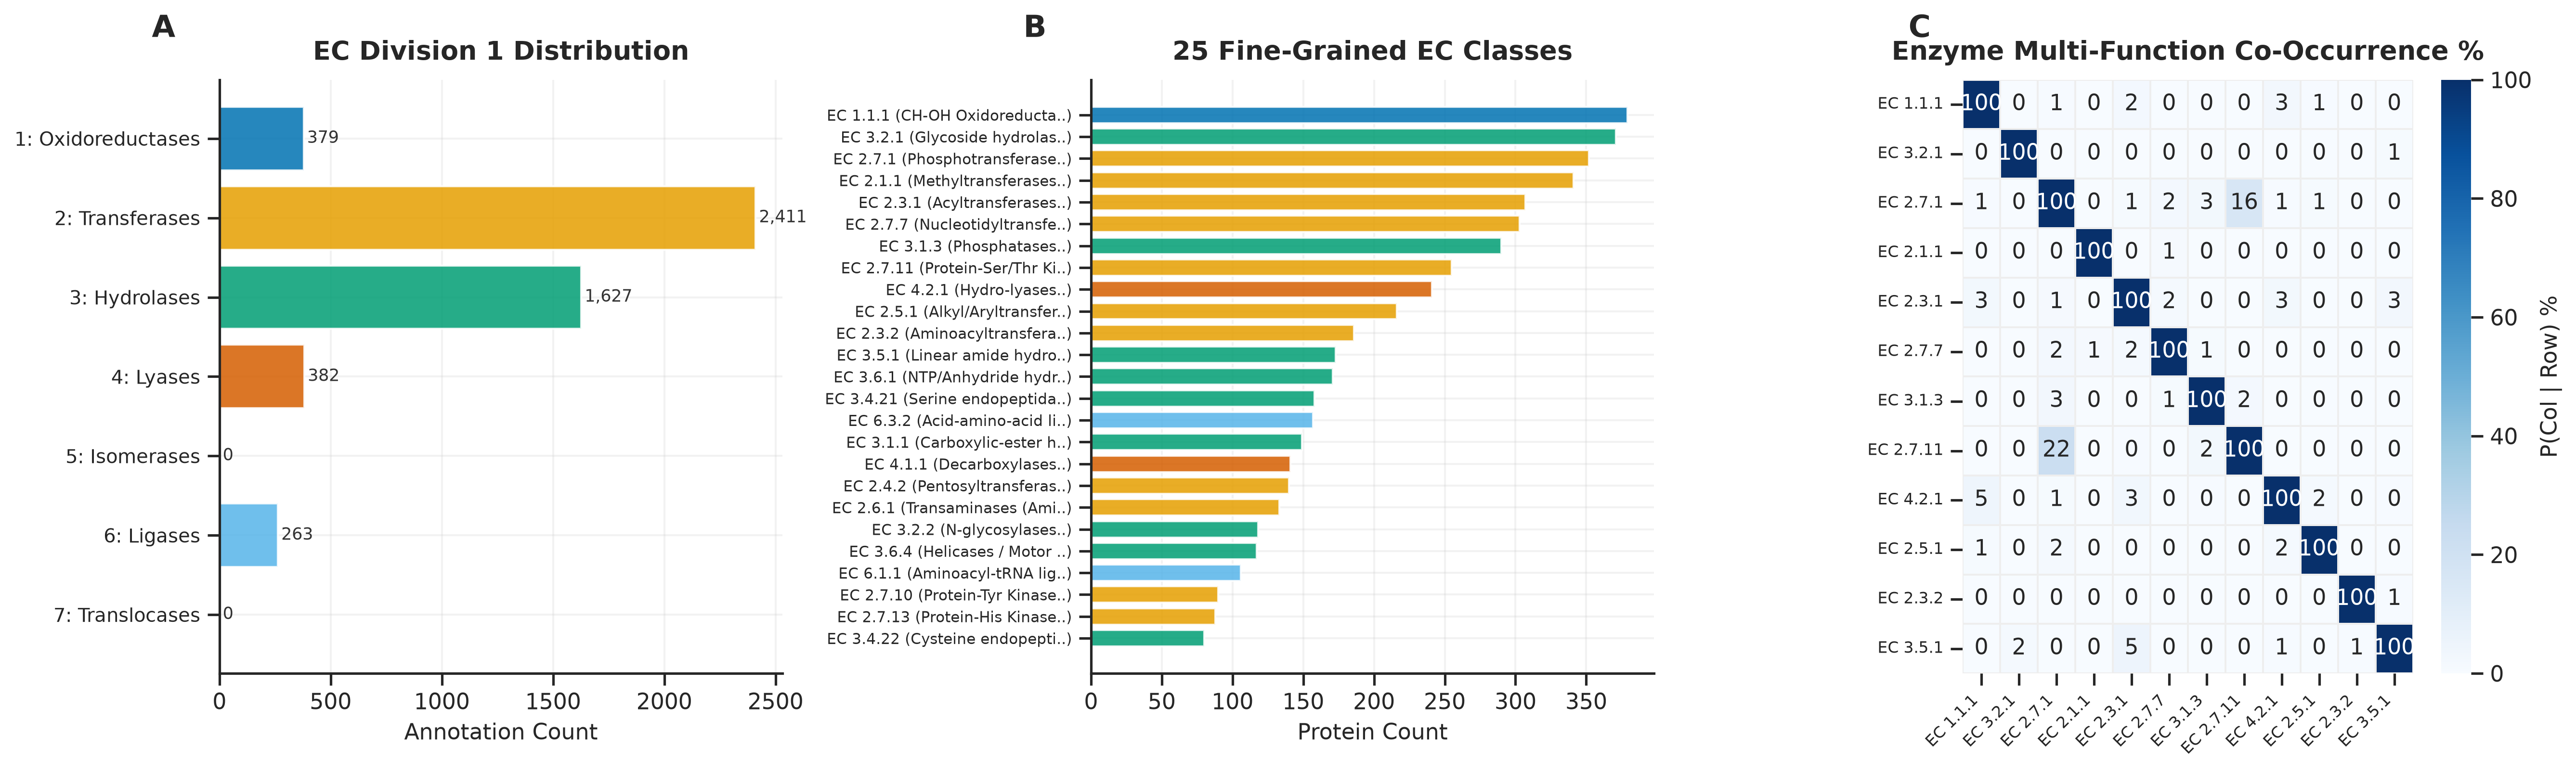 A
EC Division 1 Distribution
1: Oxidoreductases
379
2: Transferases
2,411
3: Hydrolases
1,627
4: Lyases
382
5: Isomerases
0
6: Ligases
263
7: Translocases
0
0 500 1000 1500 2000 2500
Annotation Count
B
25 Fine-Grained EC Classes
EC 1.1.1 (CH-OH Oxidoreducta..)
EC 3.2.1 (Glycoside hydrolas..)
EC 2.7.1 (Phosphotransferase..)
EC 2.1.1 (Methyltransferases..)
EC 2.3.1 (Acyltransferases..)
EC 2.7.7 (Nucleotidyltransfe..)
EC 3.1.3 (Phosphatases..)
EC 2.7.11 (Protein-Ser/Thr Ki..)
EC 4.2.1 (Hydro-lyases..)
EC 2.5.1 (Alkyl/Aryltransfer..)
EC 2.3.2 (Aminoacyltransfera..)
EC 3.5.1 (Linear amide hydro..)
EC 3.6.1 (NTP/Anhydride hydr..)
EC 3.4.21 (Serine endopeptida..)
EC 6.3.2 (Acid-amino-acid li..)
EC 3.1.1 (Carboxylic-ester h..)
EC 4.1.1 (Decarboxylases..)
EC 2.4.2 (Pentosyltransferas..)
EC 2.6.1 (Transaminases (Ami..)
EC 3.2.2 (N-glycosylases..)
EC 3.6.4 (Helicases / Motor ..)
EC 6.1.1 (Aminoacyl-tRNA lig..)
EC 2.7.10 (Protein-Tyr Kinase..)
EC 2.7.13 (Protein-His Kinase..)
EC 3.4.22 (Cysteine endopepti..)
0 50 100 150 200 250 300 350
Protein Count
C
Enzyme Multi-Function Co-Occurrence %
EC 1.1.1 100 0 1 0 2 0 0 0 3 1 0 0
EC 3.2.1 0 100 0 0 0 0 0 0 0 0 0 1
EC 2.7.1 1 0 100 0 1 2 3 16 1 1 0 0
EC 2.1.1 0 0 0 100 0 1 0 0 0 0 0 0
EC 2.3.1 3 0 1 0 100 2 0 0 3 0 0 3
EC 2.7.7 0 0 2 1 2 100 1 0 0 0 0 0
EC 3.1.3 0 0 3 0 0 1 100 2 0 0 0 0
EC 2.7.11 0 0 22 0 0 0 2 100 0 0 0 0
EC 4.2.1 5 0 1 0 3 0 0 0 100 2 0 0
EC 2.5.1 1 0 2 0 0 0 0 0 2 100 0 0
EC 2.3.2 0 0 0 0 0 0 0 0 0 0 100 1
EC 3.5.1 0 2 0 0 5 0 0 0 1 0 1 100
EC 1.1.1 EC 3.2.1 EC 2.7.1 EC 2.1.1 EC 2.3.1 EC 2.7.7 EC 3.1.3 EC 2.7.11 EC 4.2.1 EC 2.5.1 EC 2.3.2 EC 3.5.1
100
80
60
40
20
0
P(Col | Row) %